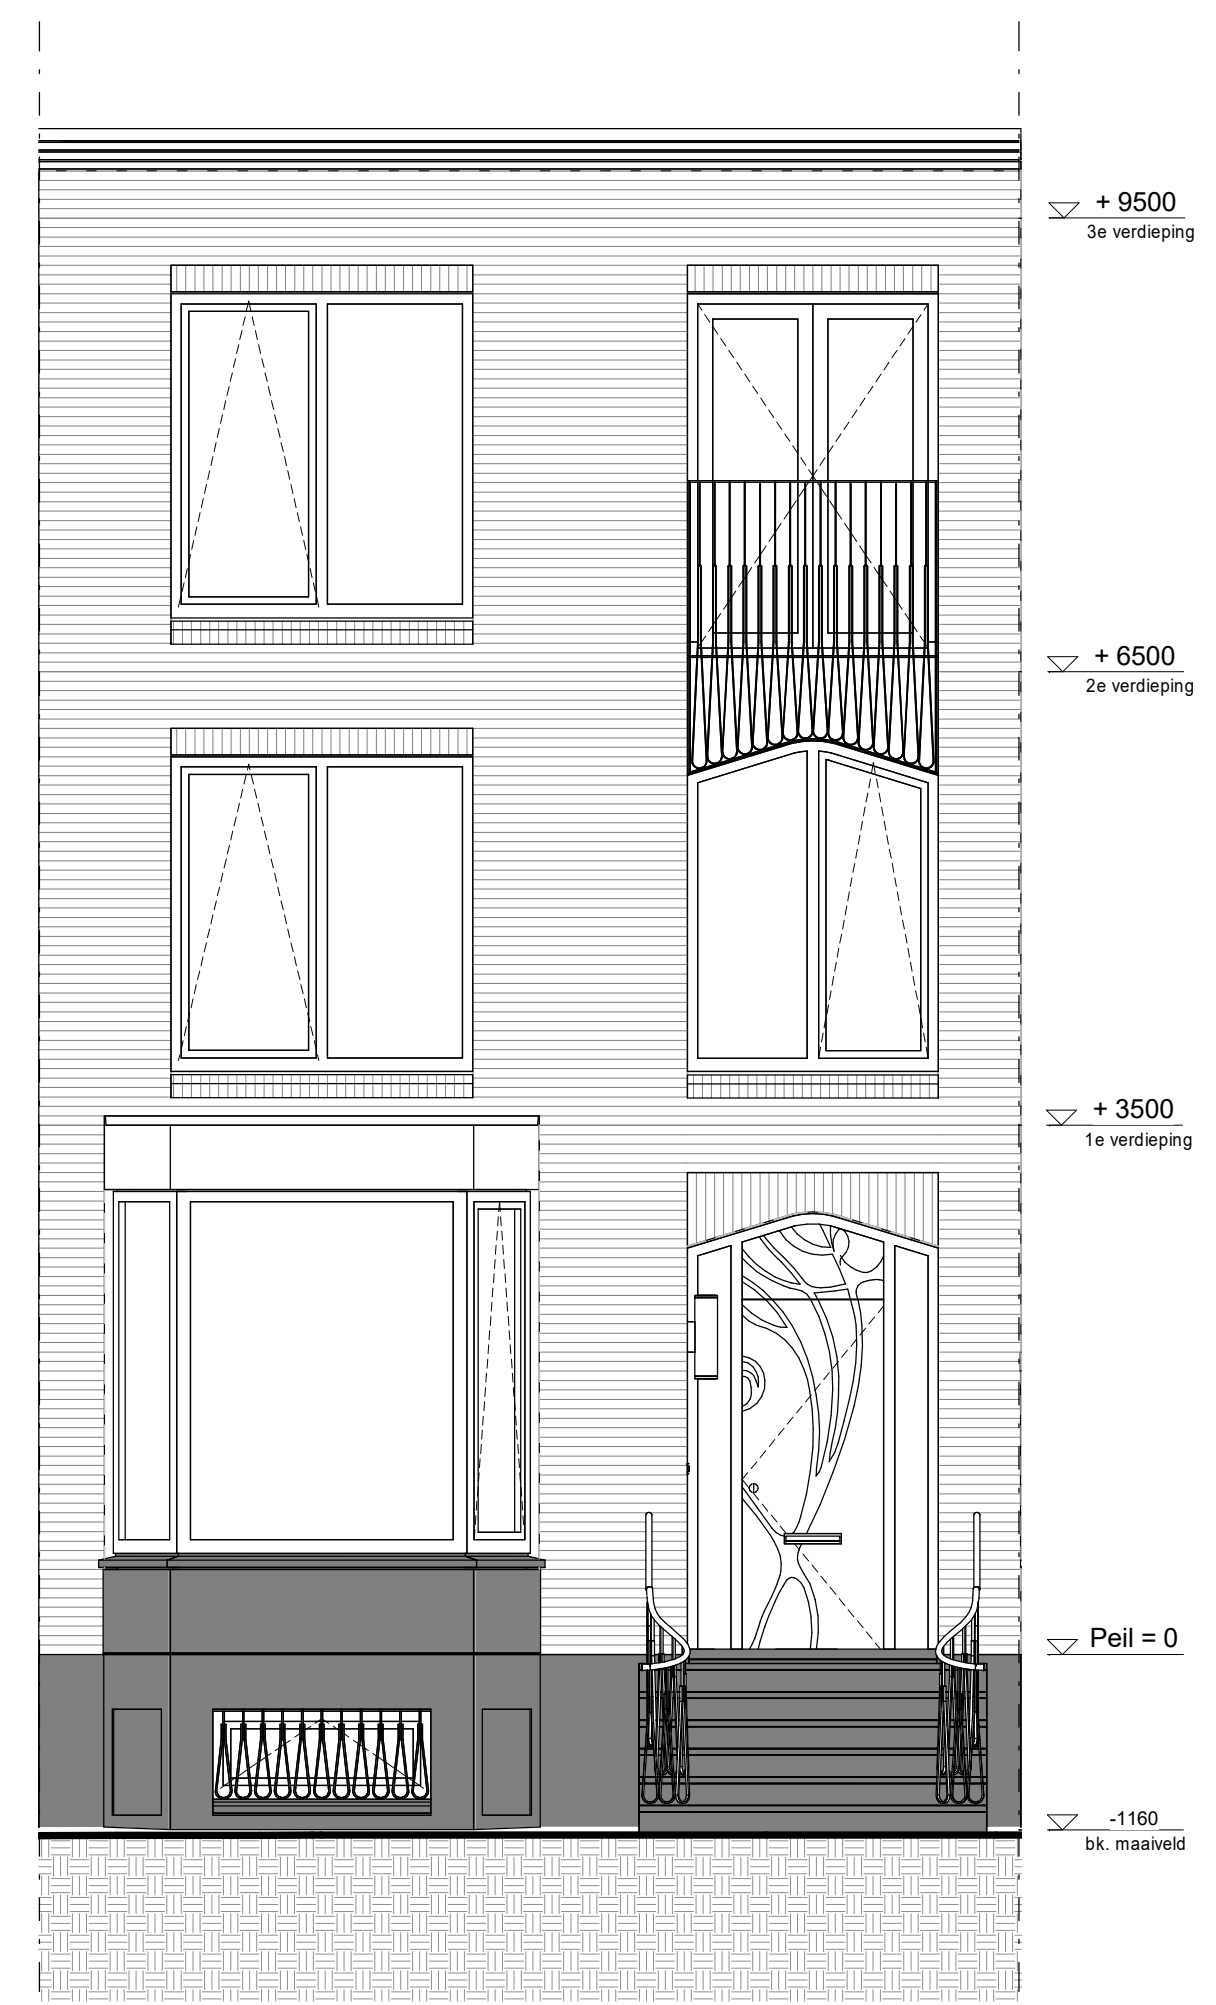 + 9500
3e verdieping
+ 6500
2e verdieping
+ 3500
1e verdieping
Peil = 0
-1160
bk. maaiveld